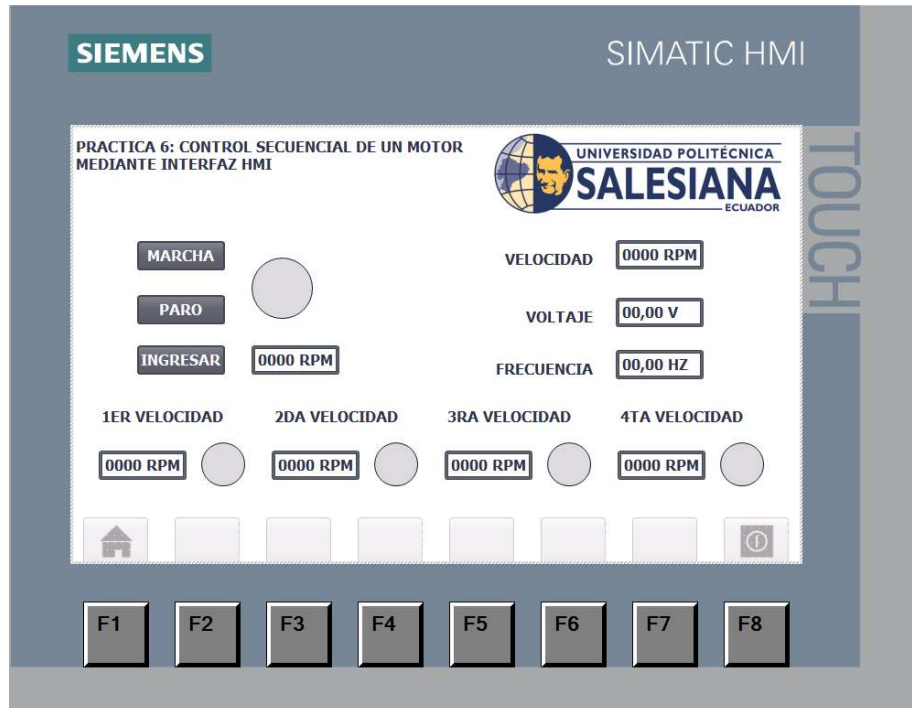 SIEMENS
SIMATIC HMI
TOUCH
PRACTICA 6: CONTROL SECUENCIAL DE UN MOTOR
MEDIANTE INTERFAZ HMI
UNIVERSIDAD POLITÉCNICA
SALESIANA
ECUADOR
MARCHA
VELOCIDAD 0000 RPM
PARO
VOLTAJE 00,00 V
INGRESAR 0000 RPM
FRECUENCIA 00,00 HZ
1ER VELOCIDAD 2DA VELOCIDAD 3RA VELOCIDAD 4TA VELOCIDAD
0000 RPM 0000 RPM 0000 RPM 0000 RPM
F1 F2 F3 F4 F5 F6 F7 F8